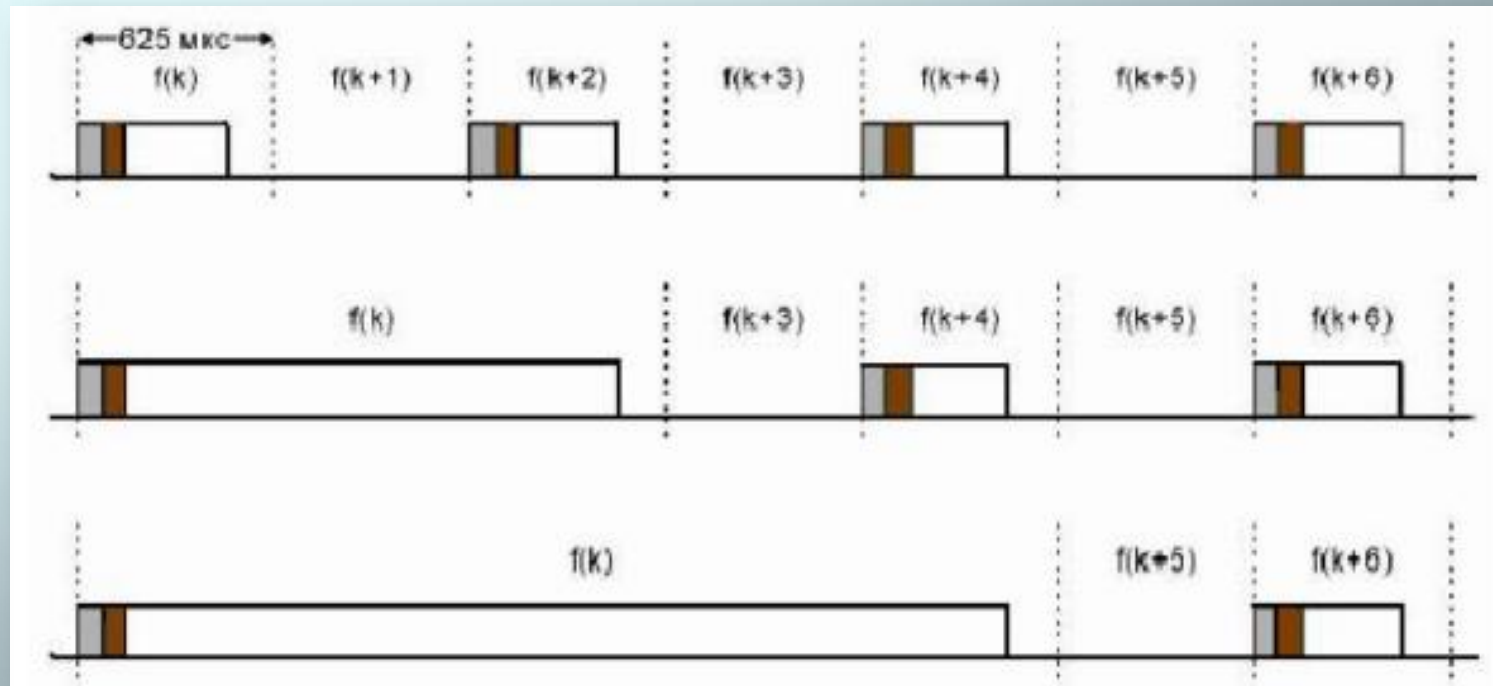 625 мкс
f(k) f(k+1) f(k+2) f(k+3) f(k+4) f(k+5) f(k+6)
f(k) f(k+3) f(k+4) f(k+5) f(k+6)
f(k) f(k+5) f(k+6)